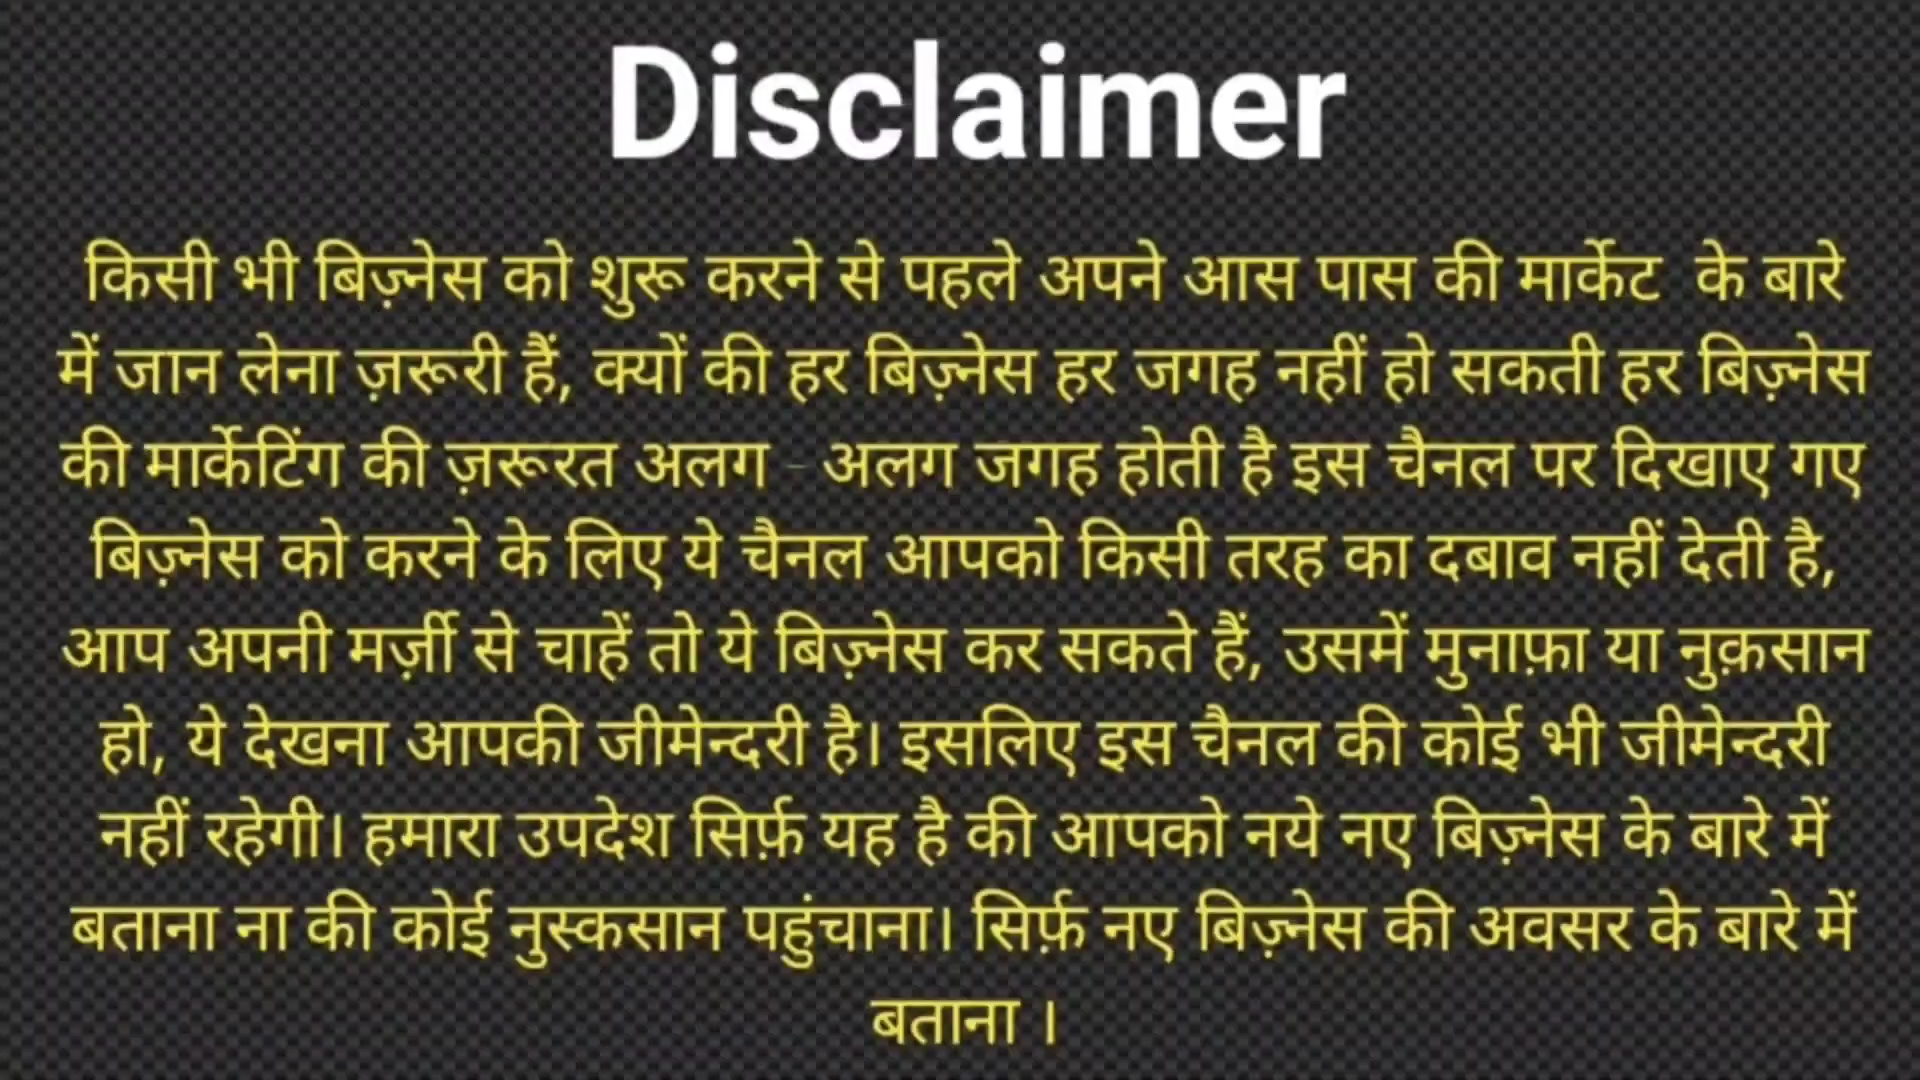 Disclaimer
किसी भी बिज़्नेस को शुरू करने से पहले अपने आस पास की मार्केट के बारे
में जान लेना ज़रूरी हैं, क्यों की हर बिज़्नेस हर जगह नहीं हो सकती हर बिज़्नेस
की मार्केटिंग की ज़रूरत अलग - अलग जगह होती है इस चैनल पर दिखाए गए
बिज़्नेस को करने के लिए ये चैनल आपको किसी तरह का दबाव नहीं देती है,
आप अपनी मर्ज़ी से चाहें तो ये बिज़्नेस कर सकते हैं, उसमें मुनाफ़ा या नुक़सान
हो, ये देखना आपकी जीमेन्दरी है। इसलिए इस चैनल की कोई भी जीमेन्दरी
नहीं रहेगी। हमारा उपदेश सिर्फ़ यह है की आपको नये नए बिज़्नेस के बारे में
बताना ना की कोई नुस्कसान पहुंचाना। सिर्फ़ नए बिज़्नेस की अवसर के बारे में
बताना ।